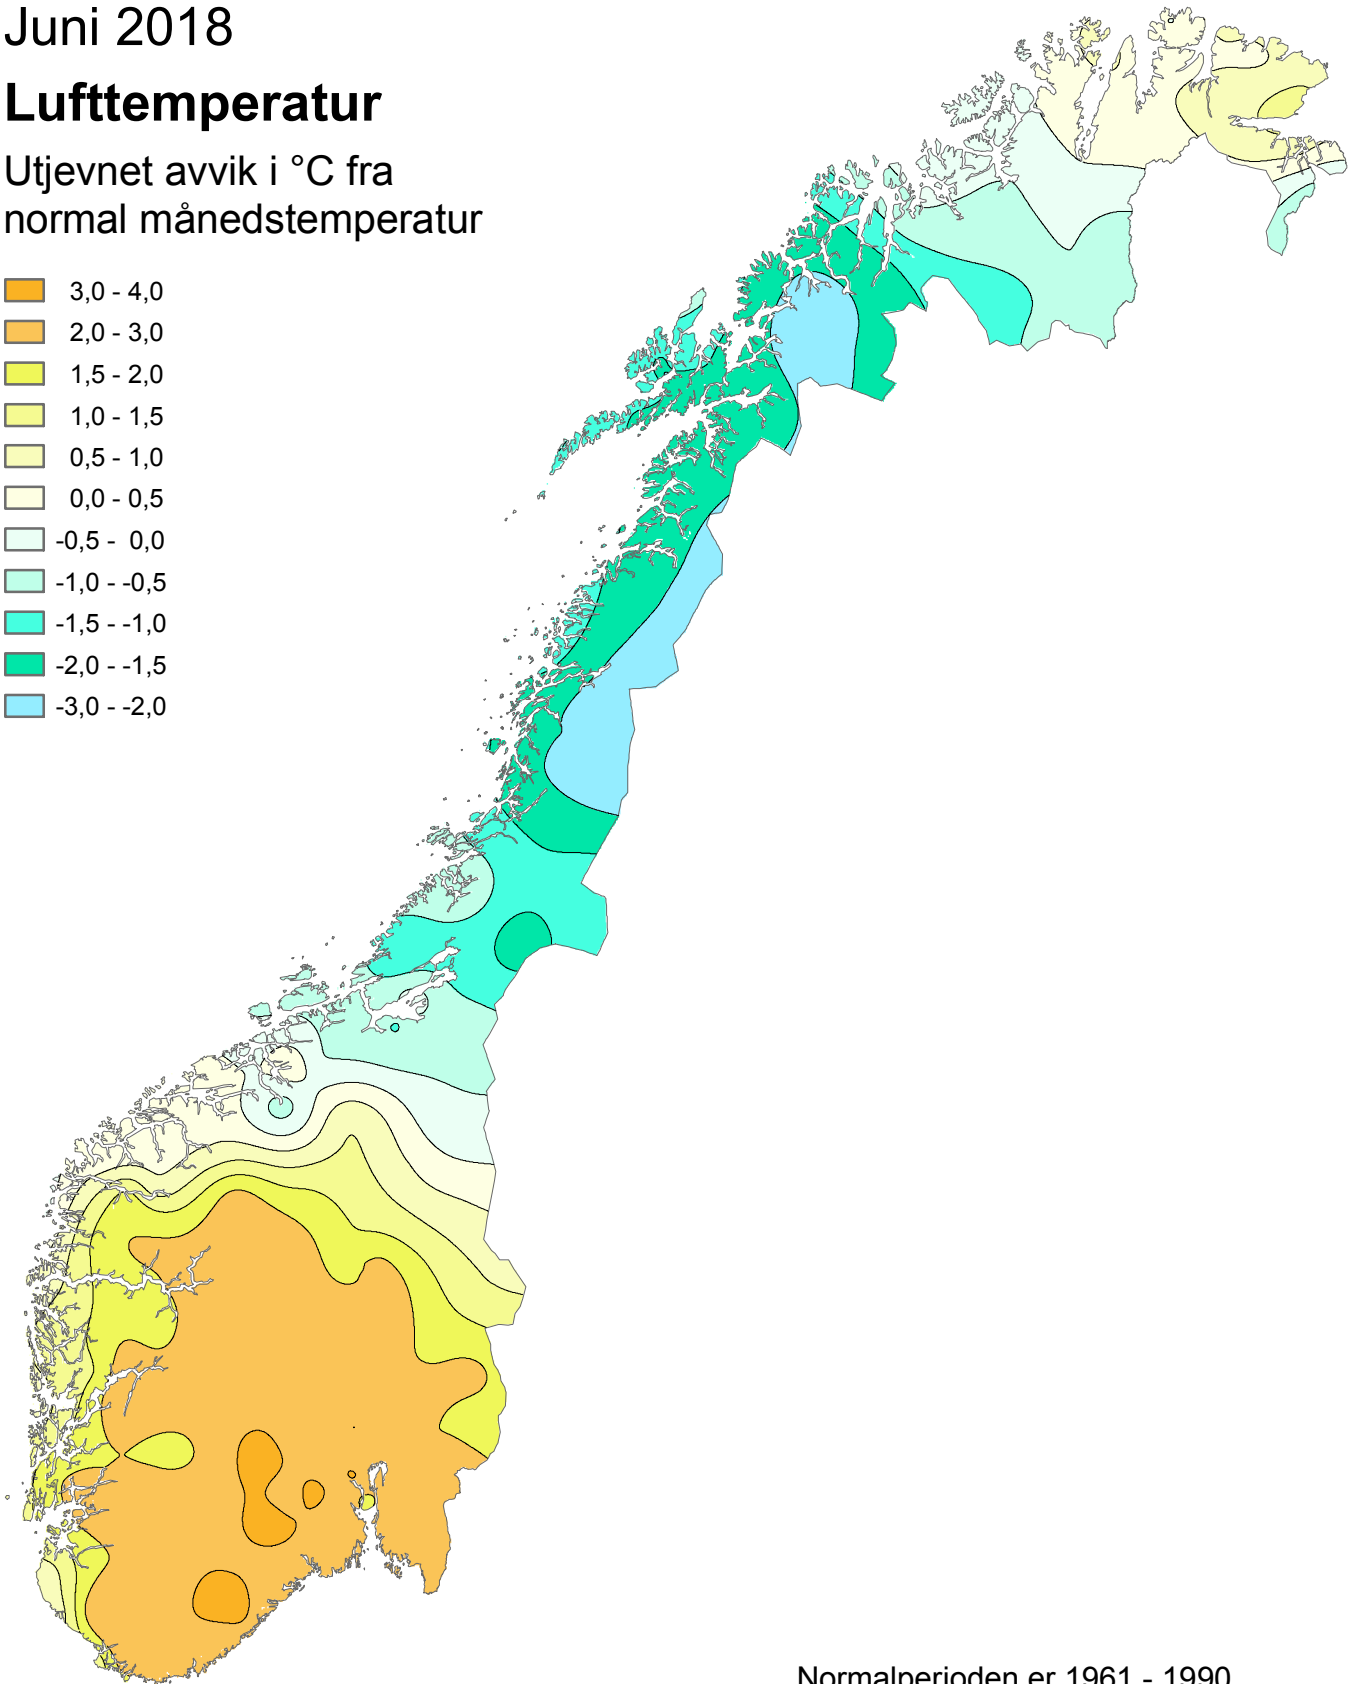 Juni 2018
Lufttemperatur
Utjevnet avvik i °C fra
normal månedstemperatur
3,0 - 4,0
2,0 - 3,0
1,5 - 2,0
1,0 - 1,5
0,5 - 1,0
0,0 - 0,5
-0,5 - 0,0
-1,0 - -0,5
-1,5 - -1,0
-2,0 - -1,5
-3,0 - -2,0
Normalperioden er 1961 - 1990